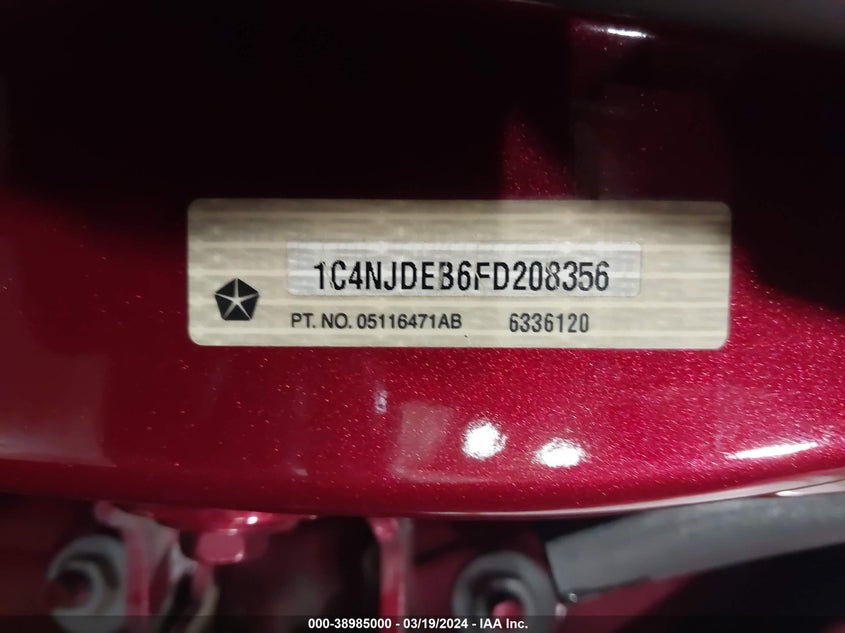 1C4NJDEB6FD208356
PT. NO. 05116471AB 6336120
000-38985000 - 03/19/2024 - IAA Inc.